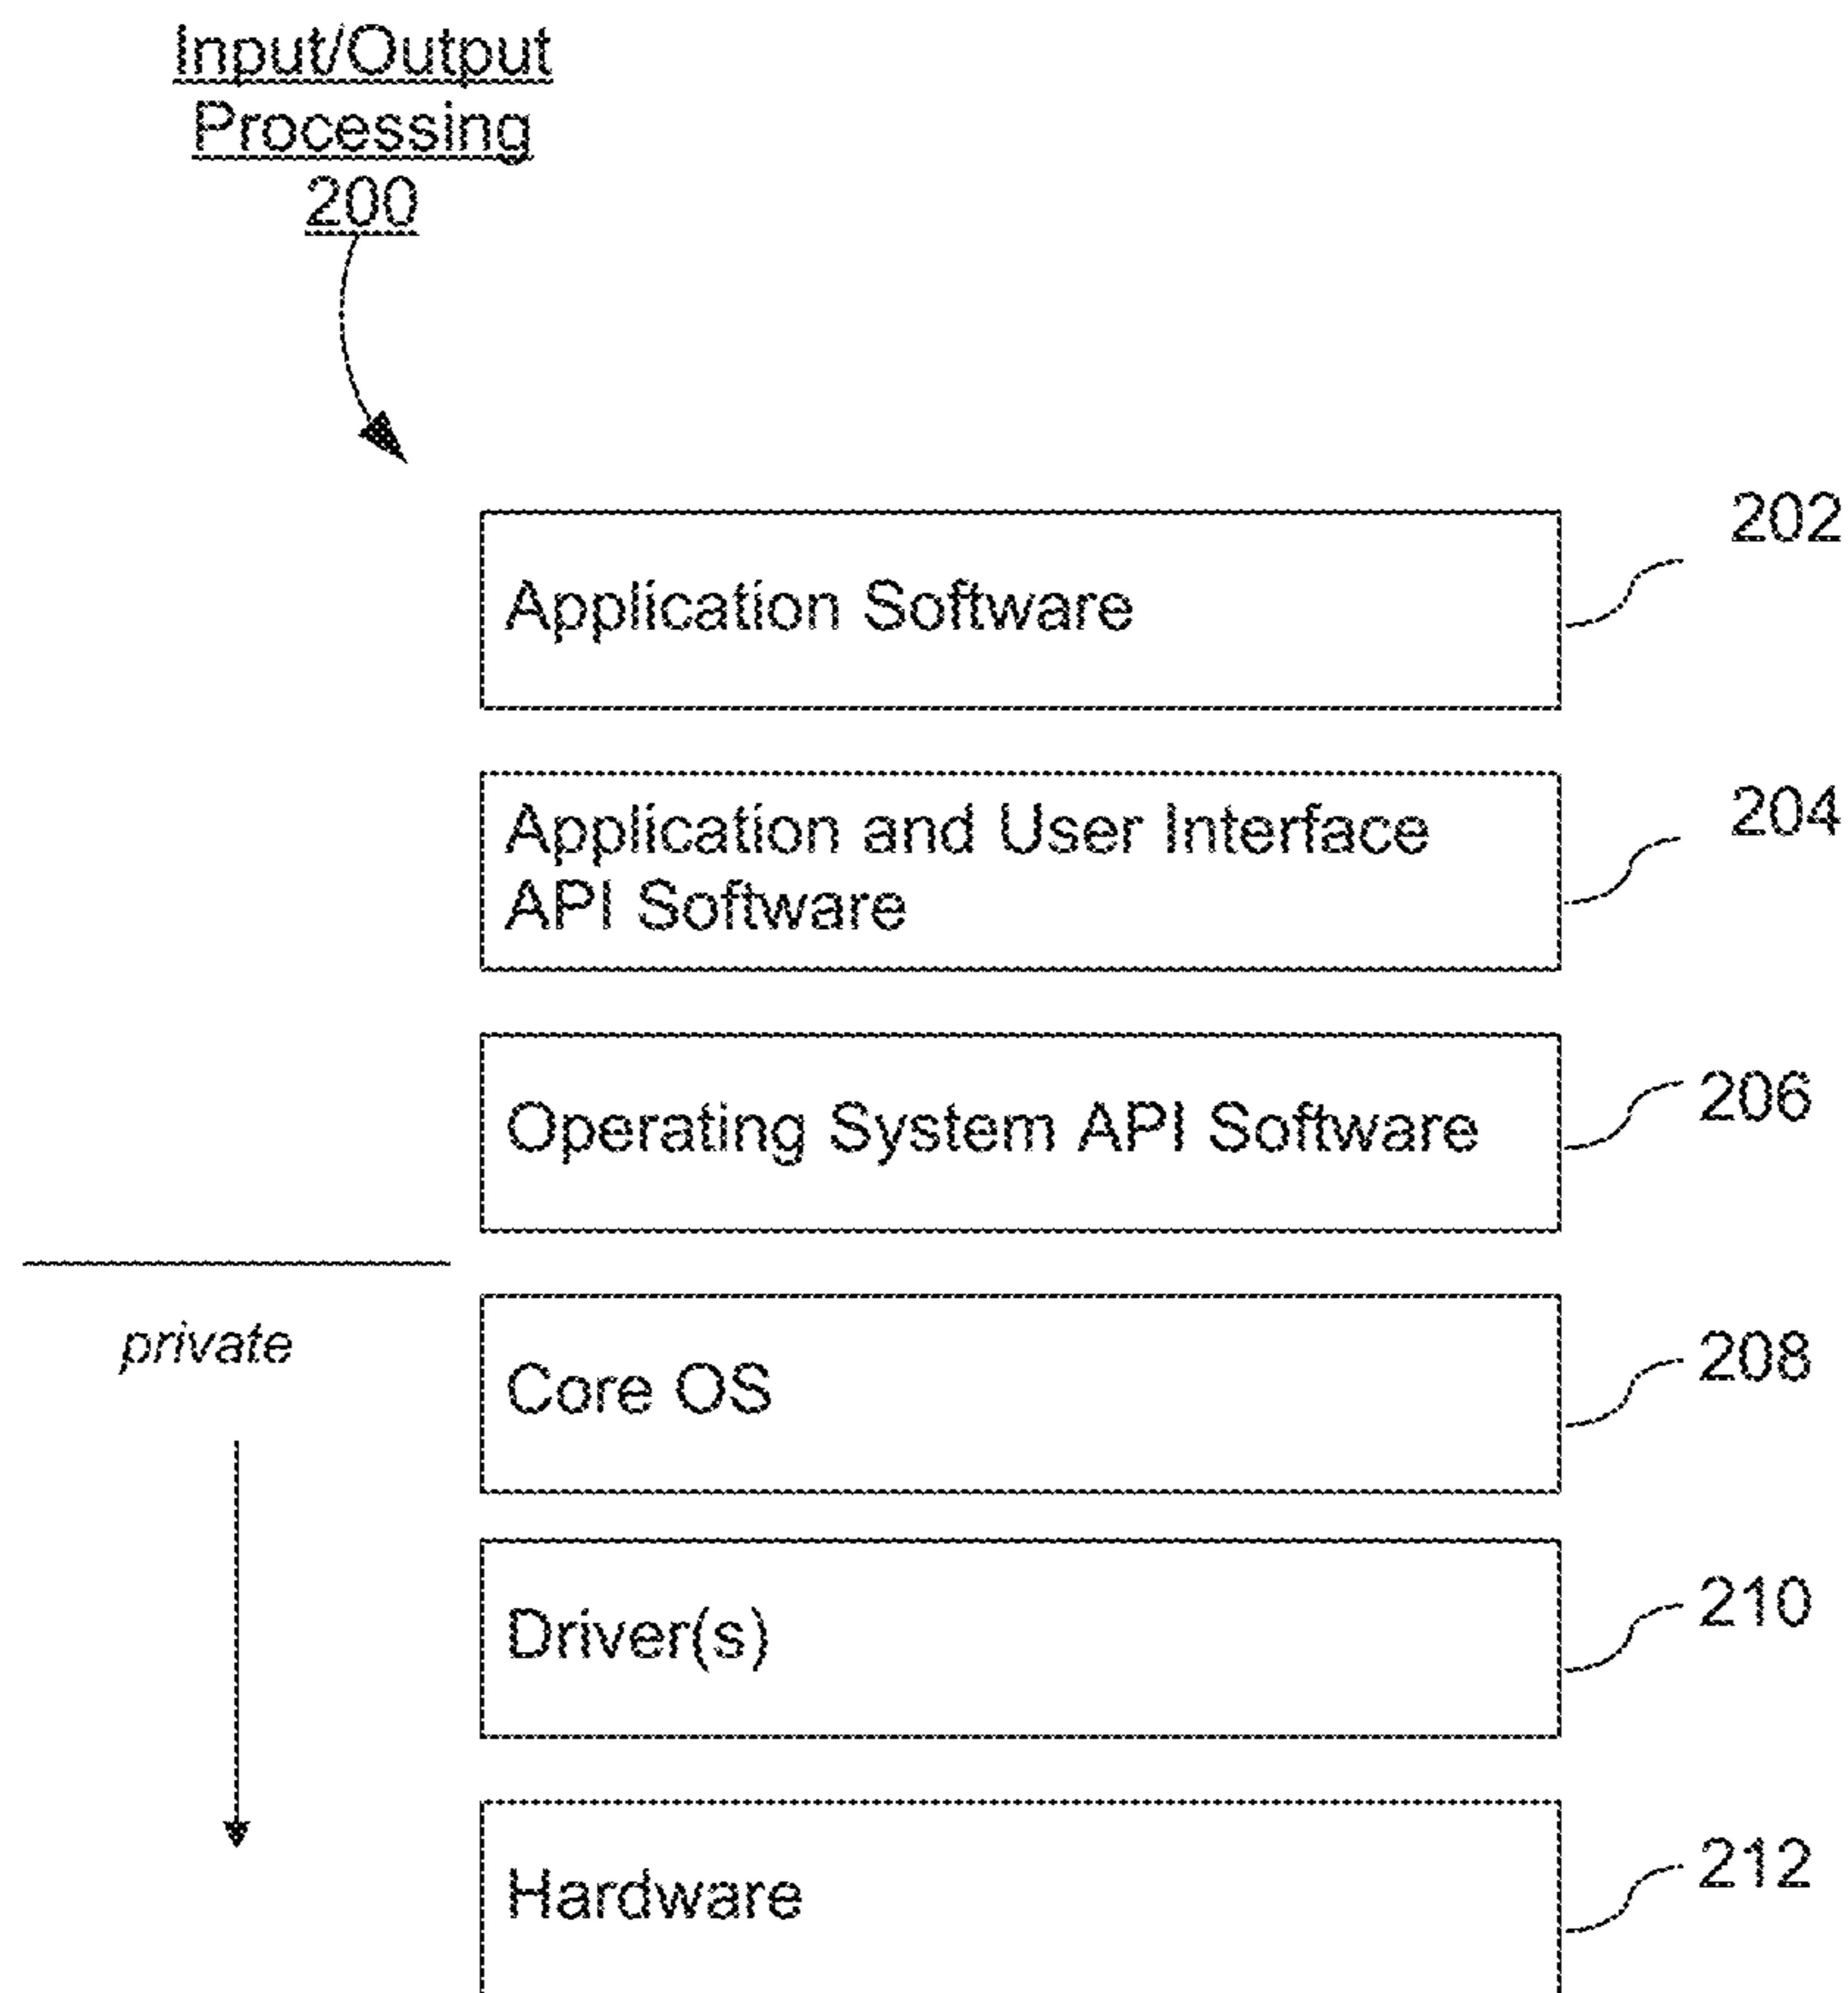 Input/Output
Processing
200
202
Application Software
204
Application and User Interface
API Software
206
Operating System API Software
private
208
Core OS
210
Driver(s)
212
Hardware